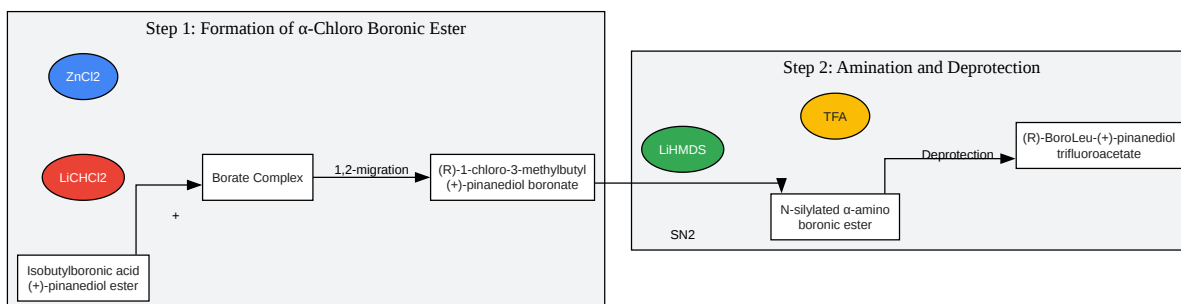 Step 1: Formation of α-Chloro Boronic Ester
ZnCl2
LiCHCl2
Borate Complex
1,2-migration
(R)-1-chloro-3-methylbutyl
(+)-pinanediol boronate
+
Isobutylboronic acid
(+)-pinanediol ester
Step 2: Amination and Deprotection
TFA
LiHMDS
Deprotection
(R)-BoroLeu-(+)-pinanediol
trifluoroacetate
N-silylated α-amino
boronic ester
SN2